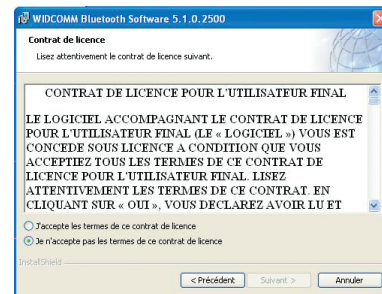 WIDCOMM Bluetooth Software 5.1.0.2500
Contrat de licence
Lisez attentivement le contrat de licence suivant.
CONTRAT DE LICENCE POUR L'UTILISATEUR FINAL
LE LOGICIEL ACCOMPAGNANT LE CONTRAT DE LICENCE
POUR L'UTILISATEUR FINAL (LE « LOGICIEL ») VOUS EST
CONCEDE SOUS LICENCE A CONDITION QUE VOUS
ACCEPTIEZ TOUS LES TERMES DE CE CONTRAT DE
LICENCE POUR L'UTILISATEUR FINAL. LISEZ
ATTENTIVEMENT LES TERMES DE CE CONTRAT. EN
CLIQUANT SUR « OUI », VOUS DECLAREZ AVOIR LU ET
J'accepte les termes de ce contrat de licence
Je n'accepte pas les termes de ce contrat de licence
InstallShield
< Précédent
Suivant >
Annuler